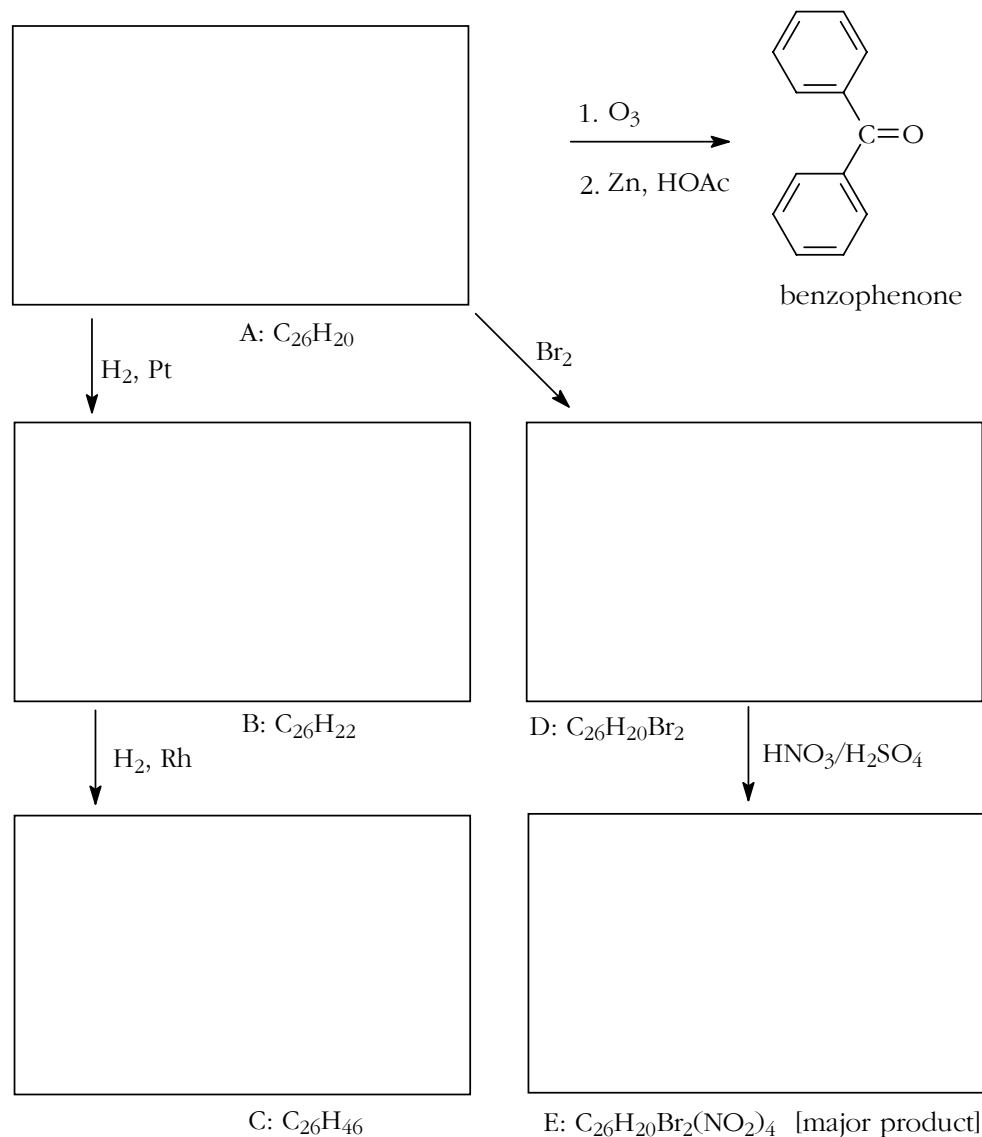 1. O₃
2. Zn, HOAc
C=O
benzophenone
A: C₂₆H₂₀
H₂, Pt
Br₂
B: C₂₆H₂₂
D: C₂₆H₂₀Br₂
H₂, Rh
HNO₃/H₂SO₄
C: C₂₆H₄₆
E: C₂₆H₂₀Br₂(NO₂)₄ [major product]